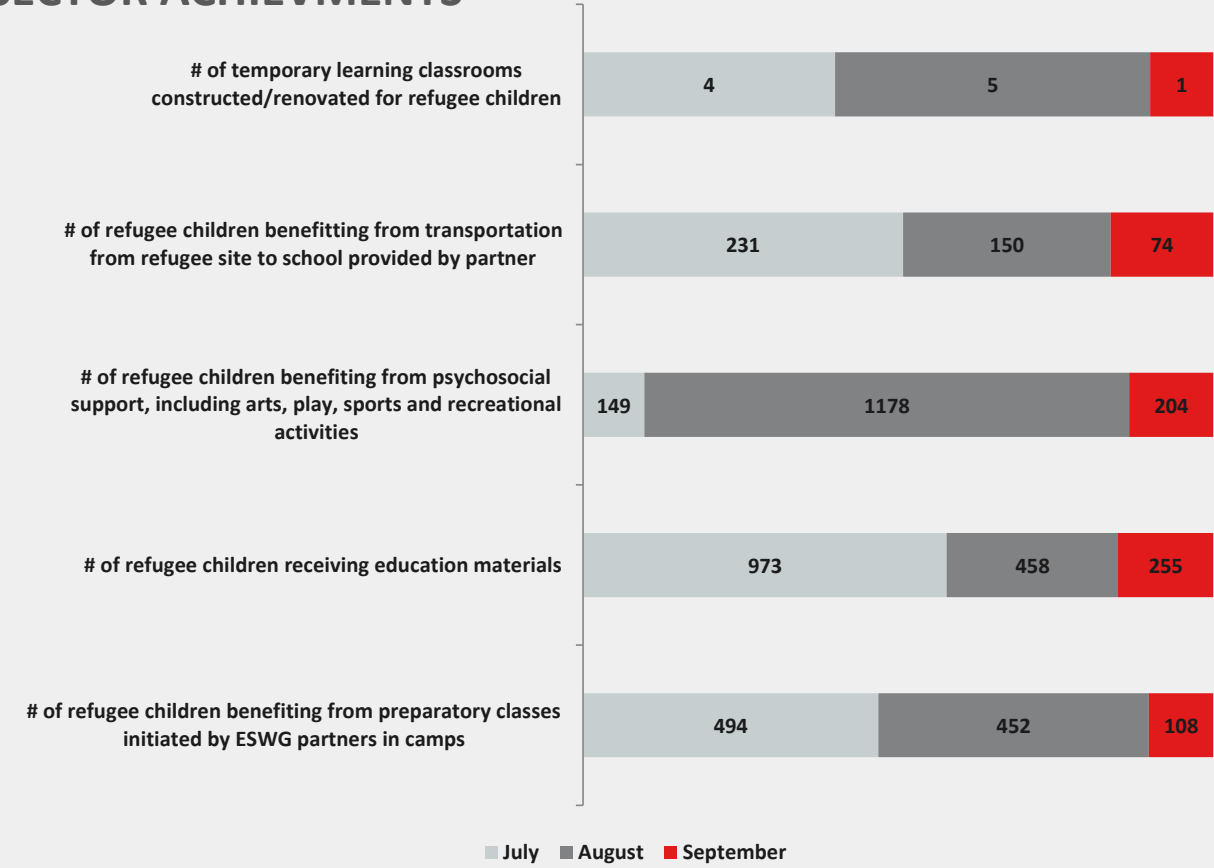 SECTOR ACHIEVMENTS
# of temporary learning classrooms
constructed/renovated for refugee children
4 5 1
# of refugee children benefitting from transportation
from refugee site to school provided by partner
231 150 74
# of refugee children benefiting from psychosocial
support, including arts, play, sports and recreational
activities
149 1178 204
# of refugee children receiving education materials
973 458 255
# of refugee children benefiting from preparatory classes
initiated by ESWG partners in camps
494 452 108
July August September